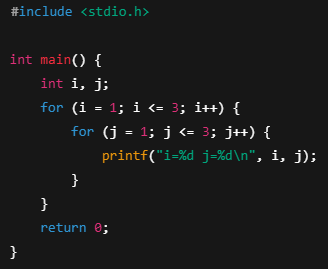 #include <stdio.h>
int main() {
    int i, j;
    for (i = 1; i <= 3; i++) {
        for (j = 1; j <= 3; j++) {
            printf("i=%d j=%d\n", i, j);
        }
    }
    return 0;
}